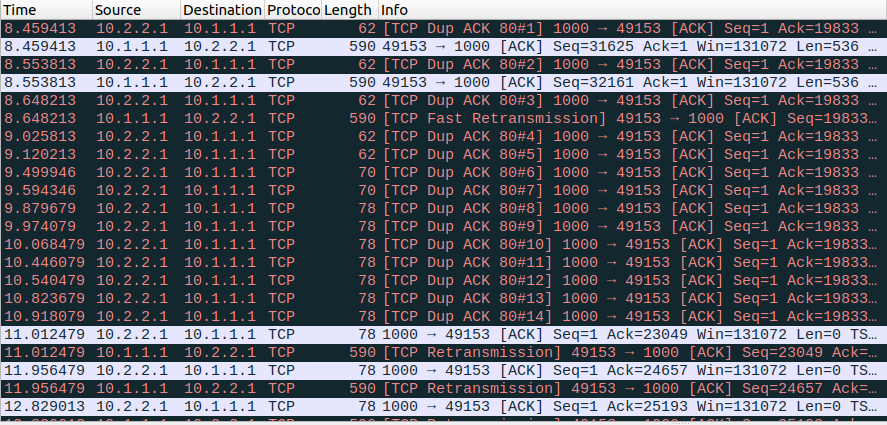 Time Source Destination Protoco Length Info
8.459413 10.2.2.1 10.1.1.1 TCP 62 [TCP Dup ACK 80#1] 1000 → 49153 [ACK] Seq=1 Ack=19833 …
8.459413 10.1.1.1 10.2.2.1 TCP 590 49153 → 1000 [ACK] Seq=31625 Ack=1 Win=131072 Len=536 …
8.553813 10.2.2.1 10.1.1.1 TCP 62 [TCP Dup ACK 80#2] 1000 → 49153 [ACK] Seq=1 Ack=19833 …
8.553813 10.1.1.1 10.2.2.1 TCP 590 49153 → 1000 [ACK] Seq=32161 Ack=1 Win=131072 Len=536 …
8.648213 10.2.2.1 10.1.1.1 TCP 62 [TCP Dup ACK 80#3] 1000 → 49153 [ACK] Seq=1 Ack=19833 …
8.648213 10.1.1.1 10.2.2.1 TCP 590 [TCP Fast Retransmission] 49153 → 1000 [ACK] Seq=19833…
9.025813 10.2.2.1 10.1.1.1 TCP 62 [TCP Dup ACK 80#4] 1000 → 49153 [ACK] Seq=1 Ack=19833 …
9.120213 10.2.2.1 10.1.1.1 TCP 62 [TCP Dup ACK 80#5] 1000 → 49153 [ACK] Seq=1 Ack=19833 …
9.499946 10.2.2.1 10.1.1.1 TCP 70 [TCP Dup ACK 80#6] 1000 → 49153 [ACK] Seq=1 Ack=19833 …
9.594346 10.2.2.1 10.1.1.1 TCP 70 [TCP Dup ACK 80#7] 1000 → 49153 [ACK] Seq=1 Ack=19833 …
9.879679 10.2.2.1 10.1.1.1 TCP 78 [TCP Dup ACK 80#8] 1000 → 49153 [ACK] Seq=1 Ack=19833 …
9.974079 10.2.2.1 10.1.1.1 TCP 78 [TCP Dup ACK 80#9] 1000 → 49153 [ACK] Seq=1 Ack=19833 …
10.068479 10.2.2.1 10.1.1.1 TCP 78 [TCP Dup ACK 80#10] 1000 → 49153 [ACK] Seq=1 Ack=19833…
10.446079 10.2.2.1 10.1.1.1 TCP 78 [TCP Dup ACK 80#11] 1000 → 49153 [ACK] Seq=1 Ack=19833…
10.540479 10.2.2.1 10.1.1.1 TCP 78 [TCP Dup ACK 80#12] 1000 → 49153 [ACK] Seq=1 Ack=19833…
10.823679 10.2.2.1 10.1.1.1 TCP 78 [TCP Dup ACK 80#13] 1000 → 49153 [ACK] Seq=1 Ack=19833…
10.918079 10.2.2.1 10.1.1.1 TCP 78 [TCP Dup ACK 80#14] 1000 → 49153 [ACK] Seq=1 Ack=19833…
11.012479 10.2.2.1 10.1.1.1 TCP 78 1000 → 49153 [ACK] Seq=1 Ack=23049 Win=131072 Len=0 TS…
11.012479 10.1.1.1 10.2.2.1 TCP 590 [TCP Retransmission] 49153 → 1000 [ACK] Seq=23049 Ack=…
11.956479 10.2.2.1 10.1.1.1 TCP 78 1000 → 49153 [ACK] Seq=1 Ack=24657 Win=131072 Len=0 TS…
11.956479 10.1.1.1 10.2.2.1 TCP 590 [TCP Retransmission] 49153 → 1000 [ACK] Seq=24657 Ack=…
12.829013 10.2.2.1 10.1.1.1 TCP 78 1000 → 49153 [ACK] Seq=1 Ack=25193 Win=131072 Len=0 TS…